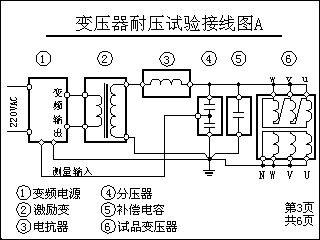 变压器耐压试验接线图A
① ② ③ ④ ⑤ ⑥
w v u
220VAC
变频输出
测量输入
N W V U
①变频电源 ④分压器
②激励变 ⑤补偿电容
③电抗器 ⑥试品变压器
第3页
共6页